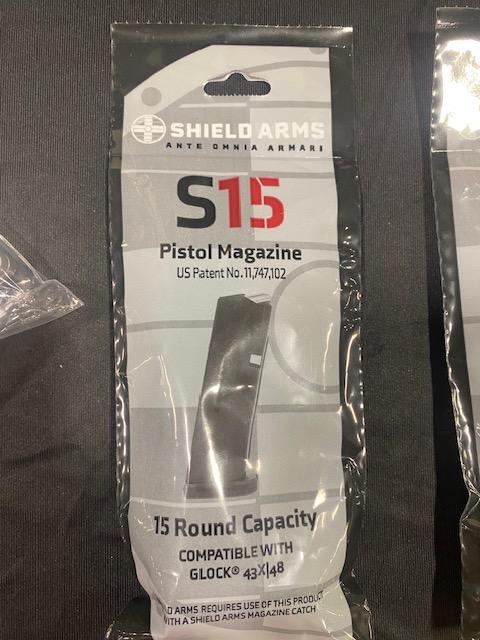 SHIELD ARMS
ANTE OMNIA ARMARI
S15
Pistol Magazine
US Patent No. 11,747,102
15 Round Capacity
COMPATIBLE WITH
GLOCK® 43X|48
ARMS REQUIRES USE OF THIS PRODUCT
WITH A SHIELD ARMS MAGAZINE CATCH